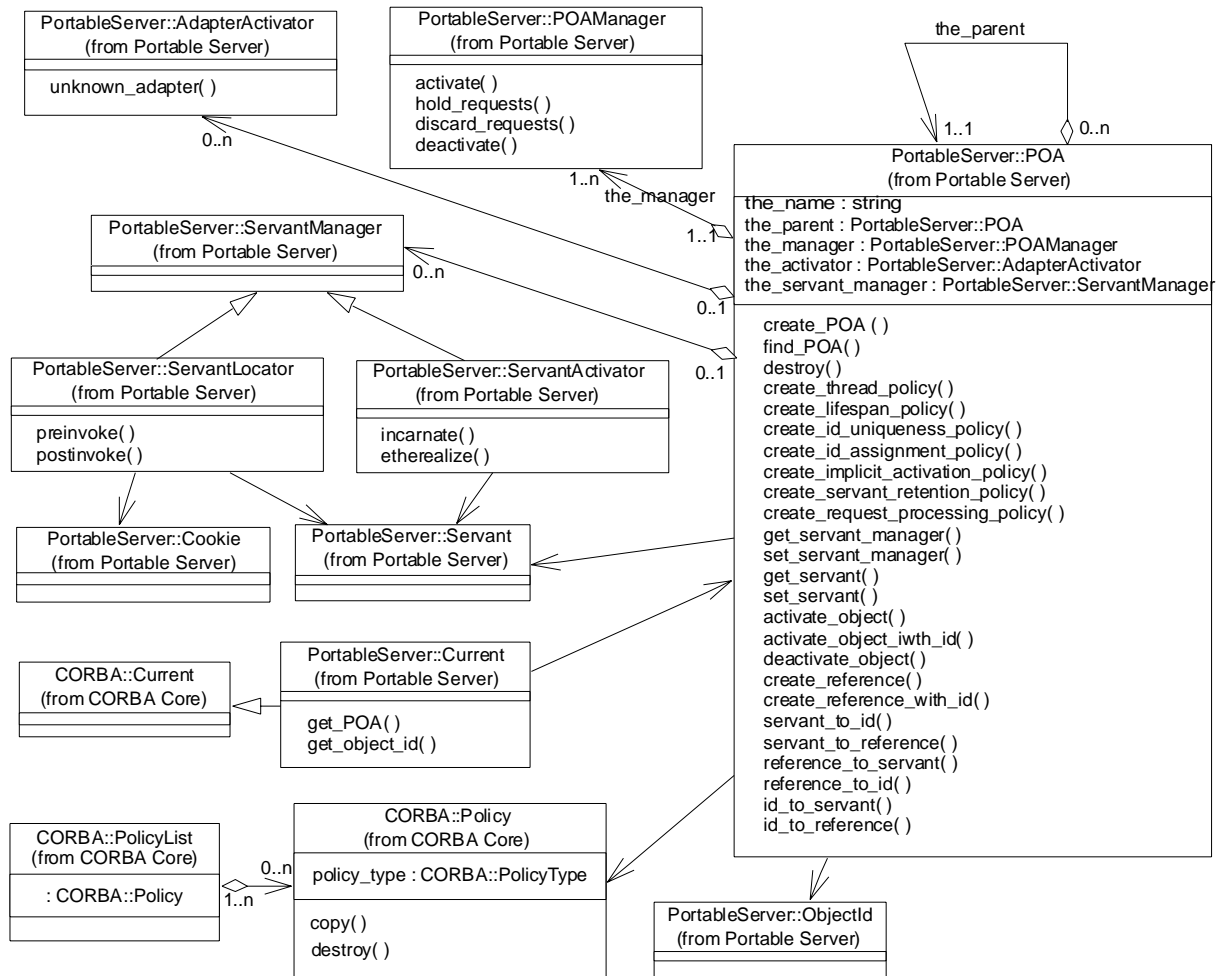 PortableServer::AdapterActivator
(from Portable Server)
unknown_adapter( )
0..n
PortableServer::POAManager
(from Portable Server)
activate( )
hold_requests( )
discard_requests( )
deactivate( )
1..n
the_manager
1..1
the_parent
1..1
0..n
PortableServer::POA
(from Portable Server)
the_name : string
the_parent : PortableServer::POA
the_manager : PortableServer::POAManager
the_activator : PortableServer::AdapterActivator
the_servant_manager : PortableServer::ServantManager
create_POA ( )
find_POA( )
destroy( )
create_thread_policy( )
create_lifespan_policy( )
create_id_uniqueness_policy( )
create_id_assignment_policy( )
create_implicit_activation_policy( )
create_servant_retention_policy( )
create_request_processing_policy( )
get_servant_manager( )
set_servant_manager( )
get_servant( )
set_servant( )
activate_object( )
activate_object_iwth_id( )
deactivate_object( )
create_reference( )
create_reference_with_id( )
servant_to_id( )
servant_to_reference( )
reference_to_servant( )
reference_to_id( )
id_to_servant( )
id_to_reference( )
0..1
0..1
PortableServer::ServantManager
(from Portable Server)
0..n
PortableServer::ServantLocator
(from Portable Server)
preinvoke( )
postinvoke( )
PortableServer::ServantActivator
(from Portable Server)
incarnate( )
etherealize( )
PortableServer::Cookie
(from Portable Server)
PortableServer::Servant
(from Portable Server)
CORBA::Current
(from CORBA Core)
PortableServer::Current
(from Portable Server)
get_POA( )
get_object_id( )
CORBA::PolicyList
(from CORBA Core)
: CORBA::Policy
0..n
1..n
CORBA::Policy
(from CORBA Core)
policy_type : CORBA::PolicyType
copy( )
destroy( )
PortableServer::ObjectId
(from Portable Server)